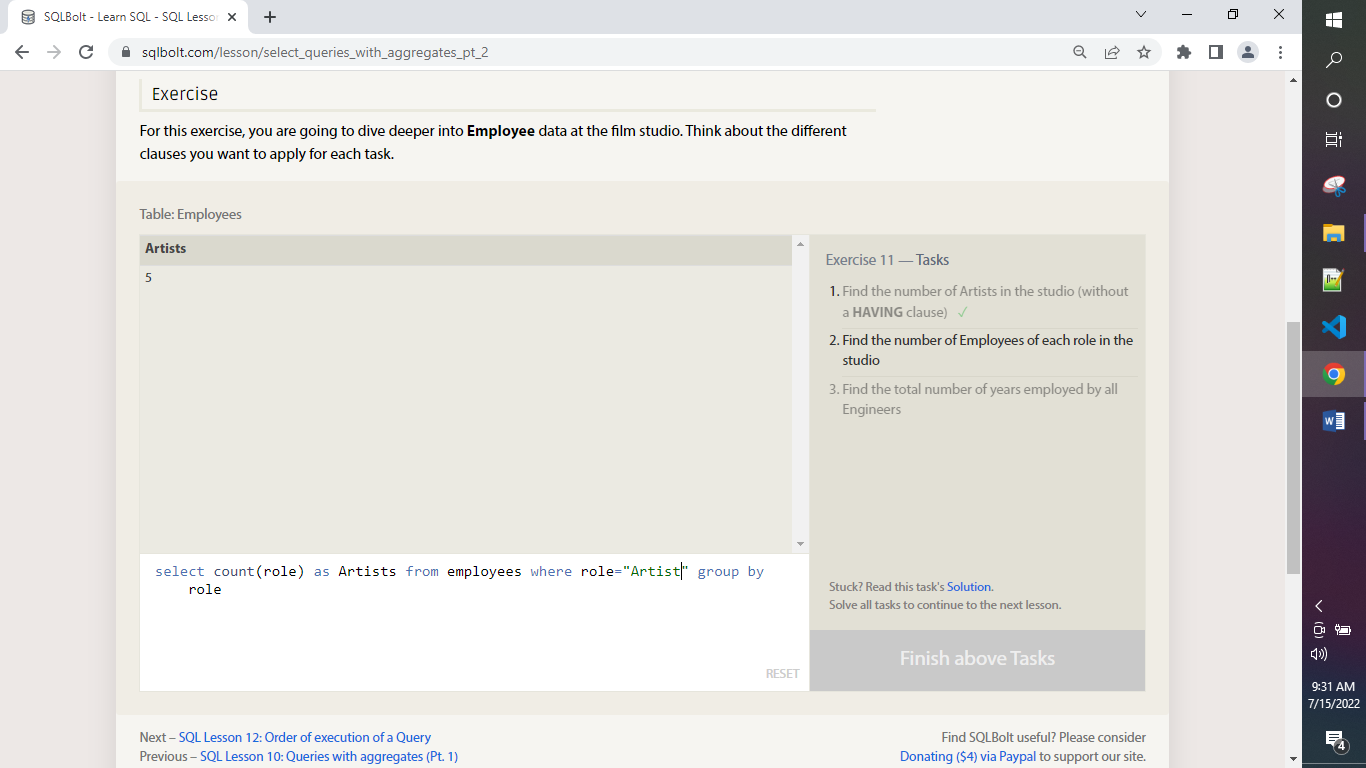 SQLBolt - Learn SQL - SQL Lesson
sqlbolt.com/lesson/select_queries_with_aggregates_pt_2
Exercise
For this exercise, you are going to dive deeper into Employee data at the film studio. Think about the different
clauses you want to apply for each task.
Table: Employees
Artists
5
Exercise 11 — Tasks
1. Find the number of Artists in the studio (without
a HAVING clause) ✓
2. Find the number of Employees of each role in the
studio
3. Find the total number of years employed by all
Engineers
select count(role) as Artists from employees where role="Artist" group by
role
RESET
Stuck? Read this task's Solution.
Solve all tasks to continue to the next lesson.
Finish above Tasks
Next – SQL Lesson 12: Order of execution of a Query
Previous – SQL Lesson 10: Queries with aggregates (Pt. 1)
Find SQLBolt useful? Please consider
Donating ($4) via Paypal to support our site.
9:31 AM
7/15/2022
4